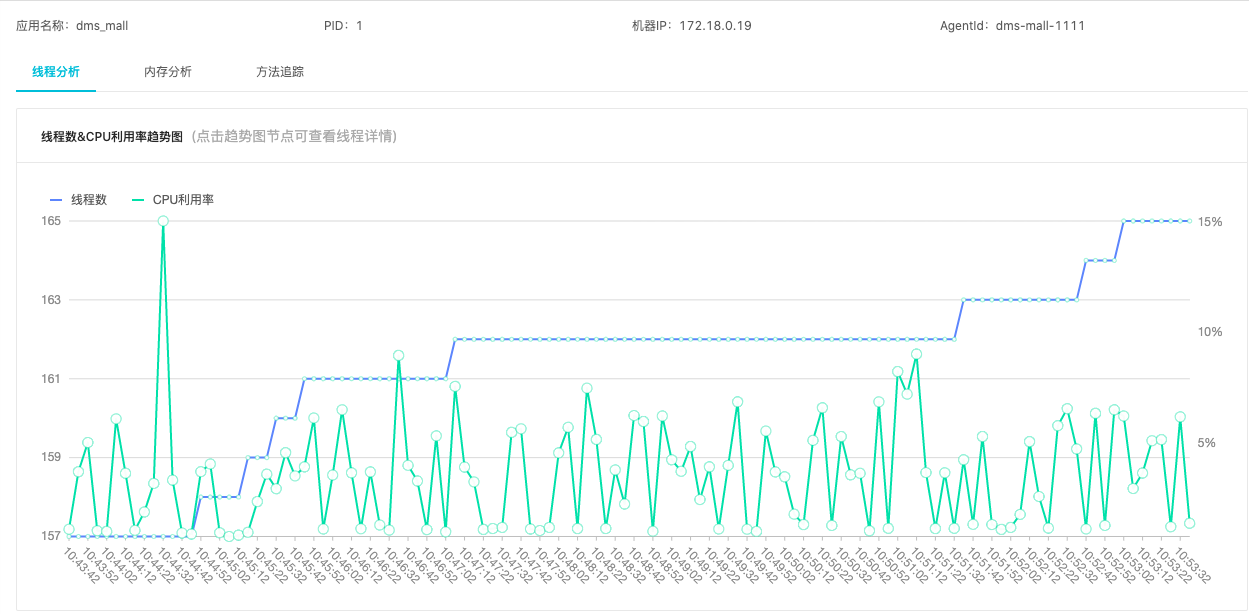 应用名称：dms_mall PID：1 机器IP：172.18.0.19 AgentId：dms-mall-1111
线程分析 内存分析 方法追踪
线程数&CPU利用率趋势图 (点击趋势图节点可查看线程详情)
线程数 CPU利用率
165 15%
163
10%
161
159 5%
157
10:43:42 10:43:52 10:44:02 10:44:12 10:44:22 10:44:32 10:44:42 10:44:52 10:45:02 10:45:12 10:45:22 10:45:32 10:45:42 10:45:52 10:46:02 10:46:12 10:46:22 10:46:32 10:46:42 10:46:52 10:47:02 10:47:12 10:47:22 10:47:32 10:47:42 10:47:52 10:48:02 10:48:12 10:48:22 10:48:32 10:48:42 10:48:52 10:49:02 10:49:12 10:49:22 10:49:32 10:49:42 10:49:52 10:50:02 10:50:12 10:50:22 10:50:32 10:50:42 10:50:52 10:51:02 10:51:12 10:51:22 10:51:32 10:51:42 10:51:52 10:52:02 10:52:12 10:52:22 10:52:32 10:52:42 10:52:52 10:53:02 10:53:12 10:53:22 10:53:32